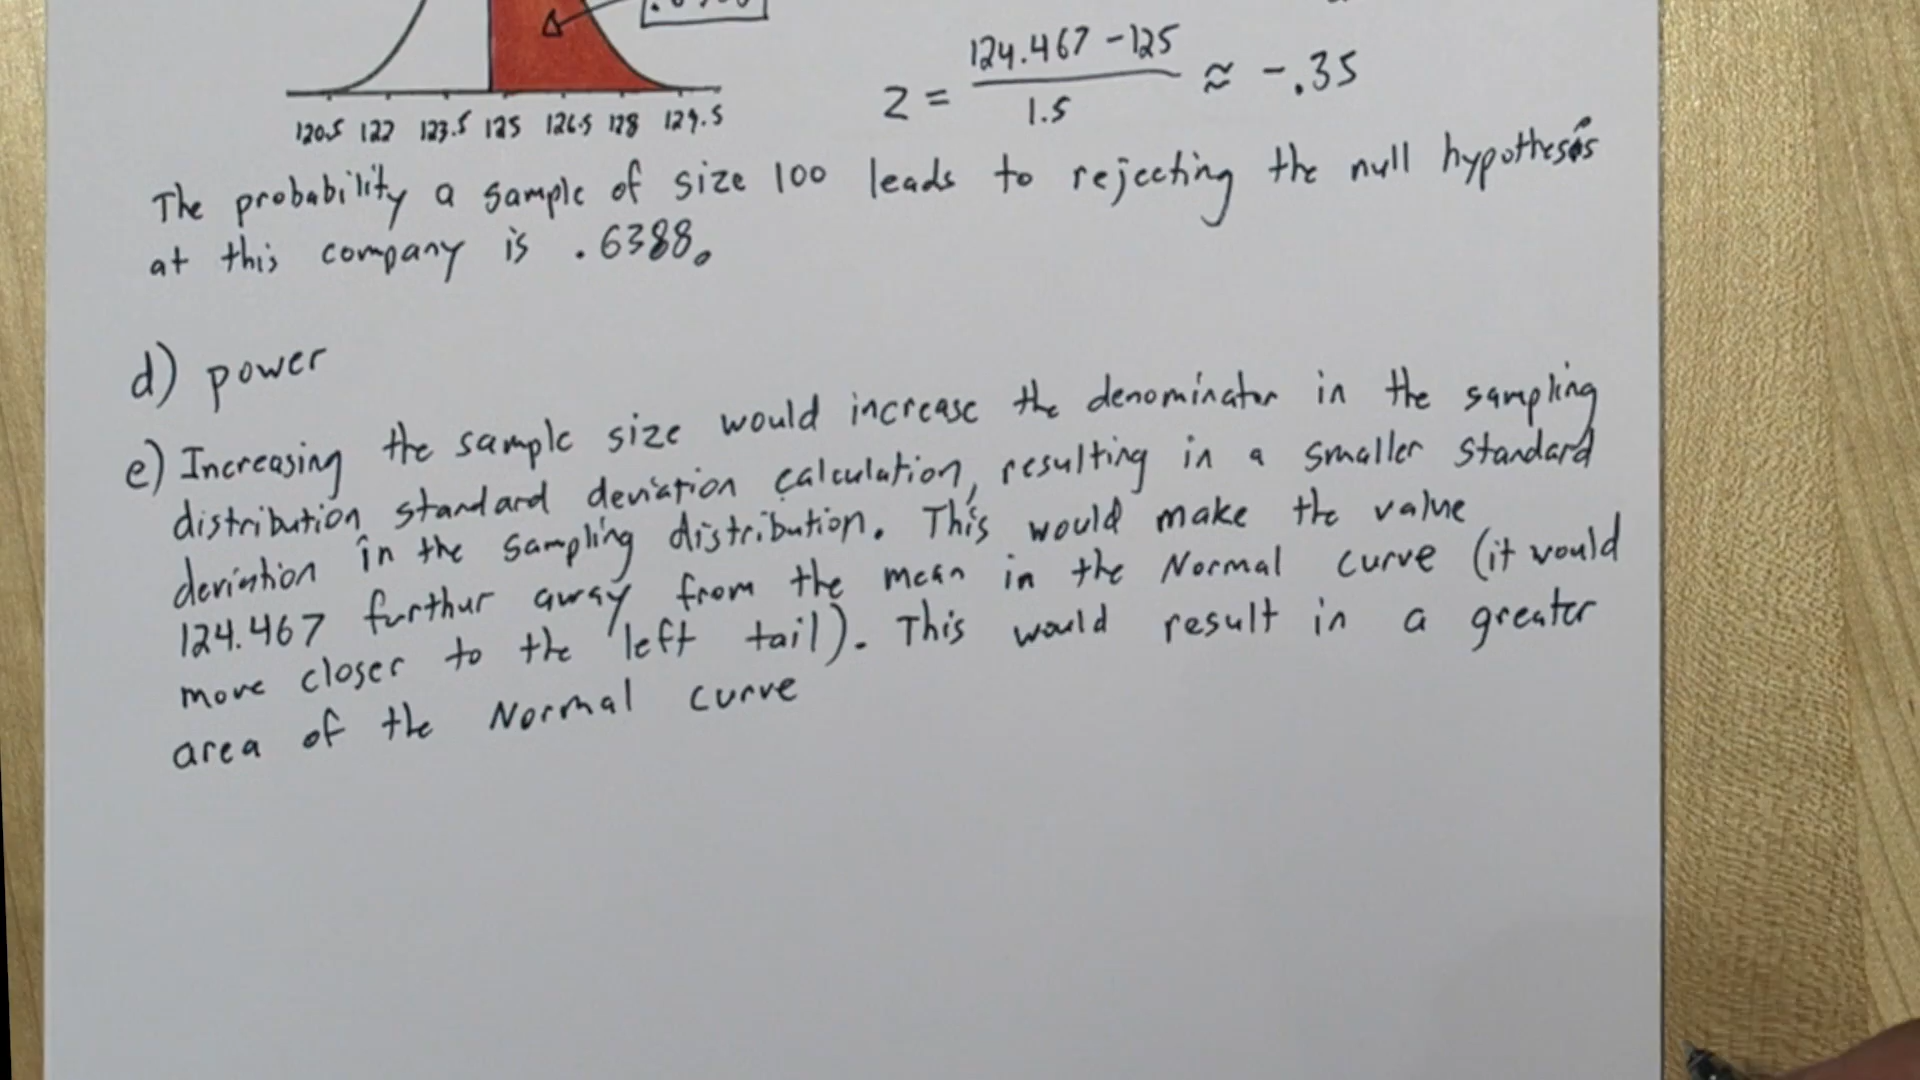 124.467 - 125
Z = ≈ -.35
1.5
120.5 122 123.5 125 126.5 128 129.5
The probability a sample of size 100 leads to rejecting the null hypothesis
at this company is .6388.
d) power
e) Increasing the sample size would increase the denominator in the sampling
distribution standard deviation calculation, resulting in a smaller standard
deviation in the sampling distribution. This would make the value
124.467 furthur away from the mean in the Normal curve (it would
move closer to the left tail). This would result in a greater
area of the Normal curve